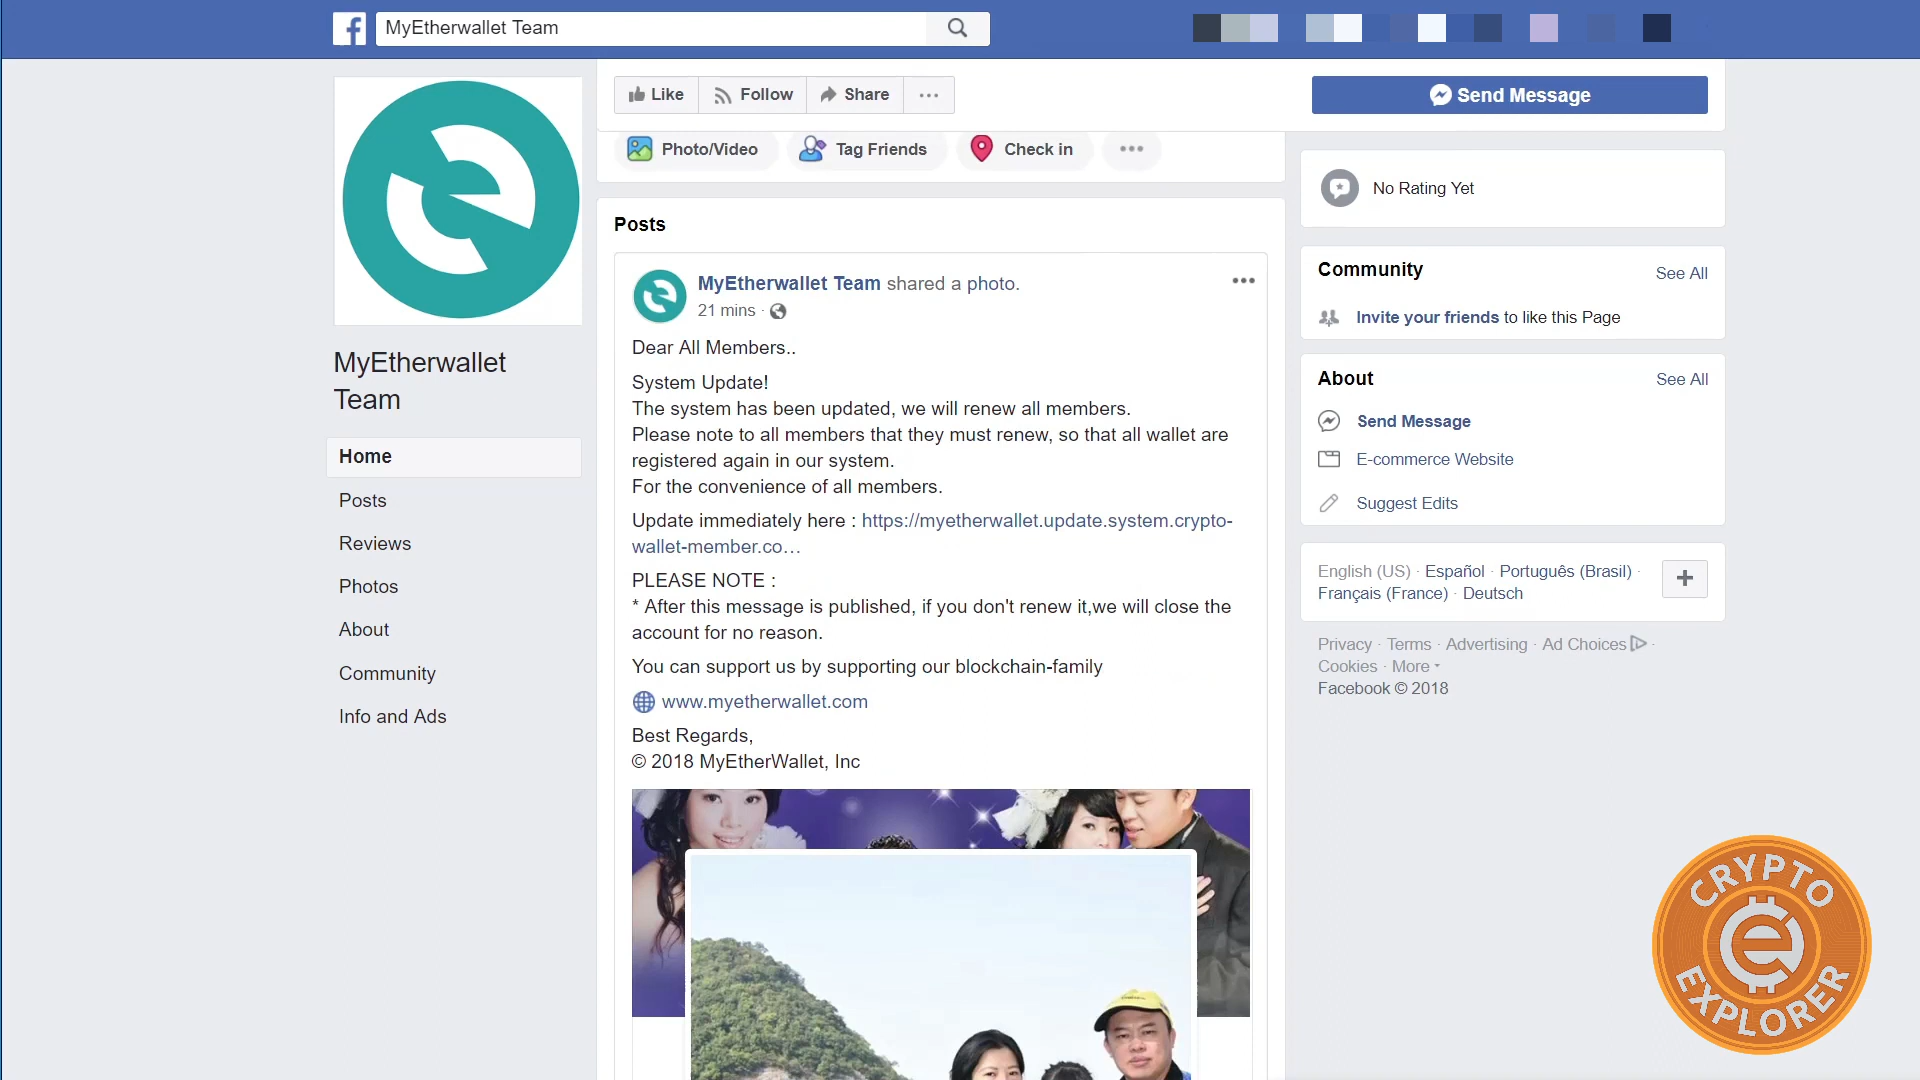 MyEtherwallet Team
Like
Follow
Share
Send Message
Photo/Video
Tag Friends
Check in
No Rating Yet
Posts
MyEtherwallet Team shared a photo.
21 mins ·
Dear All Members..
System Update!
The system has been updated, we will renew all members.
Please note to all members that they must renew, so that all wallet are
registered again in our system.
For the convenience of all members.
Update immediately here : https://myetherwallet.update.system.crypto-
wallet-member.co…
PLEASE NOTE :
* After this message is published, if you don't renew it,we will close the
account for no reason.
You can support us by supporting our blockchain-family
www.myetherwallet.com
Best Regards,
© 2018 MyEtherWallet, Inc
MyEtherwallet
Team
Home
Posts
Reviews
Photos
About
Community
Info and Ads
Community
See All
Invite your friends to like this Page
About
See All
Send Message
E-commerce Website
Suggest Edits
English (US) · Español · Português (Brasil) ·
Français (France) · Deutsch
Privacy · Terms · Advertising · Ad Choices ·
Cookies · More
Facebook © 2018
CRYPTO
EXPLORER